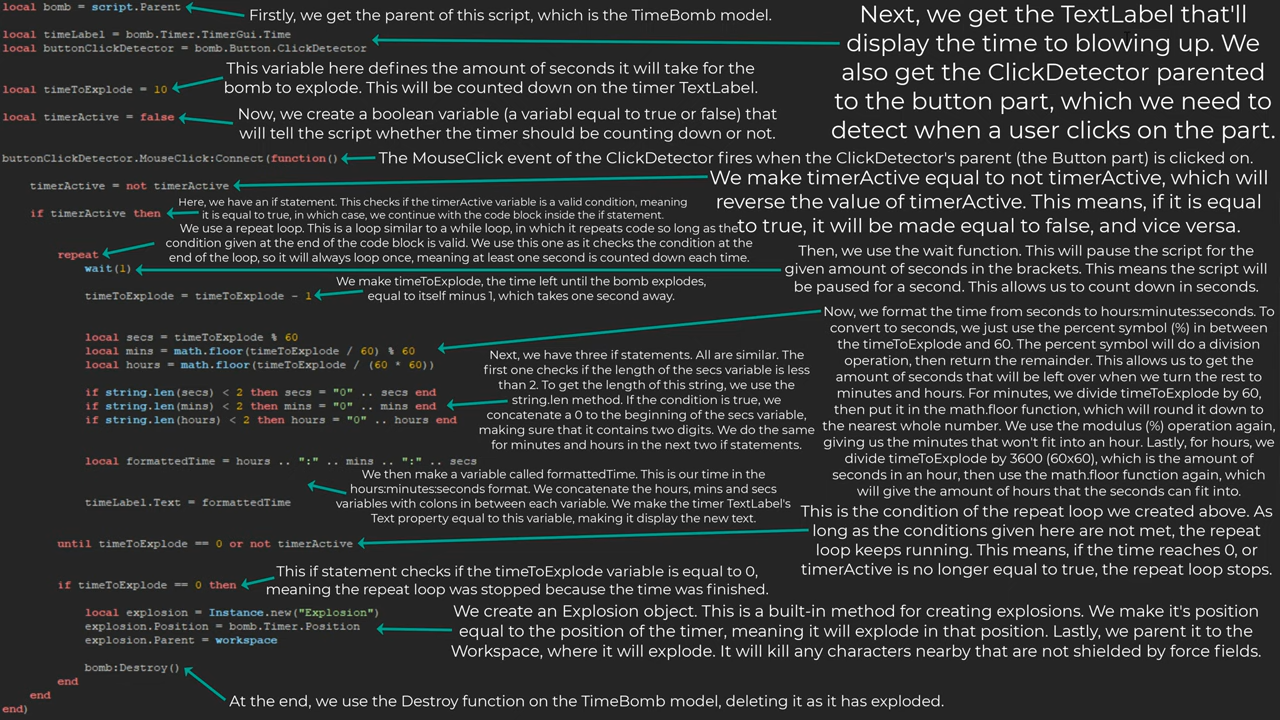 local bomb = script.Parent
Firstly, we get the parent of this script, which is the TimeBomb model.
local timeLabel = bomb.Timer.TimerGui.Time
local buttonClickDetector = bomb.Button.ClickDetector
Next, we get the TextLabel that'll
display the time to blowing up. We
also get the ClickDetector parented
to the button part, which we need to
detect when a user clicks on the part.
local timeToExplode = 10
This variable here defines the amount of seconds it will take for the
bomb to explode. This will be counted down on the timer TextLabel.
local timerActive = false
Now, we create a boolean variable (a variabl equal to true or false) that
will tell the script whether the timer should be counting down or not.
buttonClickDetector.MouseClick:Connect(function()
The MouseClick event of the ClickDetector fires when the ClickDetector's parent (the Button part) is clicked on.
timerActive = not timerActive
We make timerActive equal to not timerActive, which will
reverse the value of timerActive. This means, if it is equal
to true, it will be made equal to false, and vice versa.
if timerActive then
Here, we have an if statement. This checks if the timerActive variable is a valid condition, meaning
it is equal to true, in which case, we continue with the code block inside the if statement.
repeat
We use a repeat loop. This is a loop similar to a while loop, in which it repeats code so long as the
condition given at the end of the code block is valid. We use this one as it checks the condition at the
end of the loop, so it will always loop once, meaning at least one second is counted down each time.
wait(1)
Then, we use the wait function. This will pause the script for the
given amount of seconds in the brackets. This means the script will
be paused for a second. This allows us to count down in seconds.
timeToExplode = timeToExplode - 1
We make timeToExplode, the time left until the bomb explodes,
equal to itself minus 1, which takes one second away.
local secs = timeToExplode % 60
local mins = math.floor(timeToExplode / 60) % 60
local hours = math.floor(timeToExplode / (60 * 60))
Now, we format the time from seconds to hours:minutes:seconds. To
convert to seconds, we just use the percent symbol (%) in between
the timeToExplode and 60. The percent symbol will do a division
operation, then return the remainder. This allows us to get the
amount of seconds that will be left over when we turn the rest to
minutes and hours. For minutes, we divide timeToExplode by 60,
then put it in the math.floor function, which will round it down to
the nearest whole number. We use the modulus (%) operation again,
giving us the minutes that won't fit into an hour. Lastly, for hours, we
divide timeToExplode by 3600 (60x60), which is the amount of
seconds in an hour, then use the math.floor function again, which
will give the amount of hours that the seconds can fit into.
if string.len(secs) < 2 then secs = "0" .. secs end
if string.len(mins) < 2 then mins = "0" .. mins end
if string.len(hours) < 2 then hours = "0" .. hours end
Next, we have three if statements. All are similar. The
first one checks if the length of the secs variable is less
than 2. To get the length of this string, we use the
string.len method. If the condition is true, we
concatenate a 0 to the beginning of the secs variable,
making sure that it contains two digits. We do the same
for minutes and hours in the next two if statements.
local formattedTime = hours .. ":" .. mins .. ":" .. secs
timeLabel.Text = formattedTime
We then make a variable called formattedTime. This is our time in the
hours:minutes:seconds format. We concatenate the hours, mins and secs
variables with colons in between each variable. We make the timer TextLabel's
Text property equal to this variable, making it display the new text.
until timeToExplode == 0 or not timerActive
This is the condition of the repeat loop we created above. As
long as the conditions given here are not met, the repeat
loop keeps running. This means, if the time reaches 0, or
timerActive is no longer equal to true, the repeat loop stops.
if timeToExplode == 0 then
This if statement checks if the timeToExplode variable is equal to 0,
meaning the repeat loop was stopped because the time was finished.
local explosion = Instance.new("Explosion")
explosion.Position = bomb.Timer.Position
explosion.Parent = workspace
We create an Explosion object. This is a built-in method for creating explosions. We make it's position
equal to the position of the timer, meaning it will explode in that position. Lastly, we parent it to the
Workspace, where it will explode. It will kill any characters nearby that are not shielded by force fields.
bomb:Destroy()
end
end
end)
At the end, we use the Destroy function on the TimeBomb model, deleting it as it has exploded.